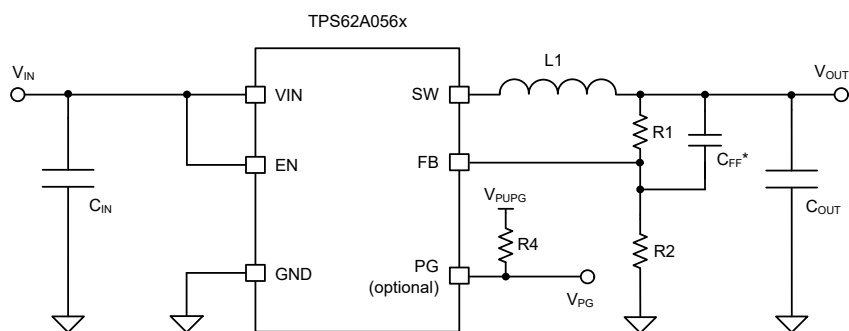 TPS62A056x
VIN
VIN
EN
GND
CIN
SW
FB
PG
(optional)
L1
VOUT
R1
CFF*
COUT
VPUPG
R4
R2
VPG